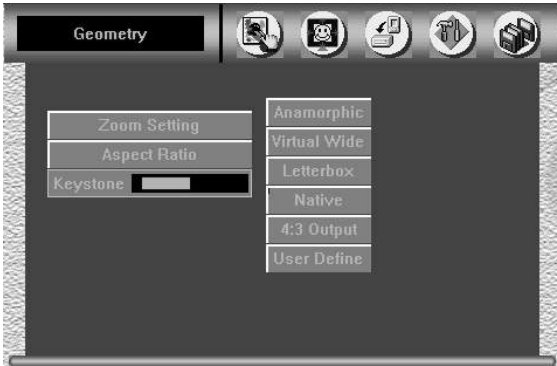 Geometry
Zoom Setting
Aspect Ratio
Keystone
Anamorphic
Virtual Wide
Letterbox
Native
4:3 Output
User Define